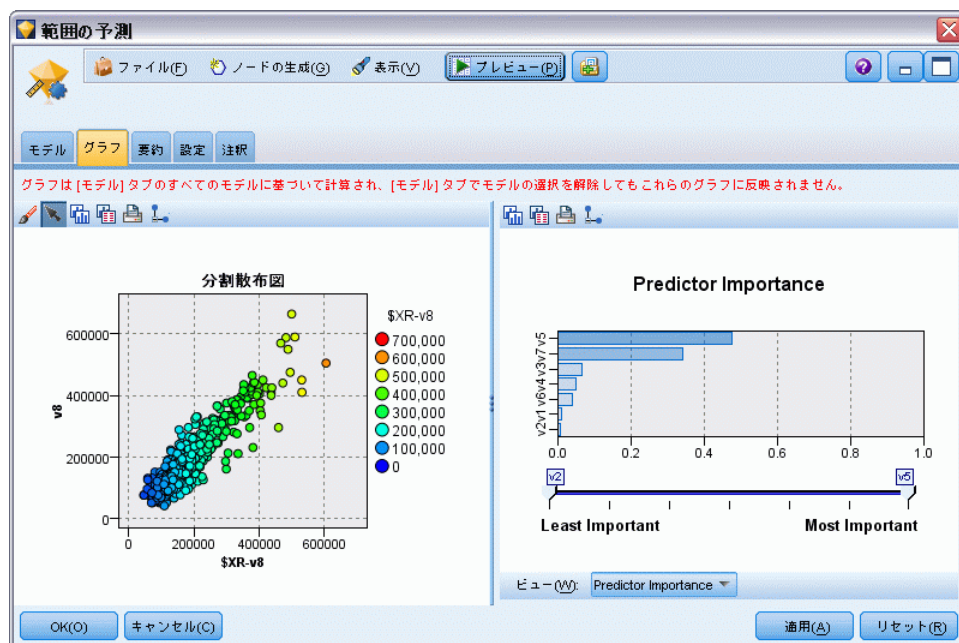 範囲の予測
ファイル(F) ノードの生成(G) 表示(V) プレビュー(P)
モデル グラフ 要約 設定 注釈
グラフは [モデル] タブのすべてのモデルに基づいて計算され、[モデル] タブでモデルの選択を解除してもこれらのグラフに反映されません。
分割散布図
v8
600000
400000
200000
0
0 200000 400000 600000
$XR-v8
$XR-v8
700,000
600,000
500,000
400,000
300,000
200,000
100,000
0
Predictor Importance
v2v1 v6v4 v3v7 v5
0.0 0.2 0.4 0.6 0.8 1.0
v2 v5
Least Important Most Important
ビュー(W): Predictor Importance
OK(O) キャンセル(C) 適用(A) リセット(R)